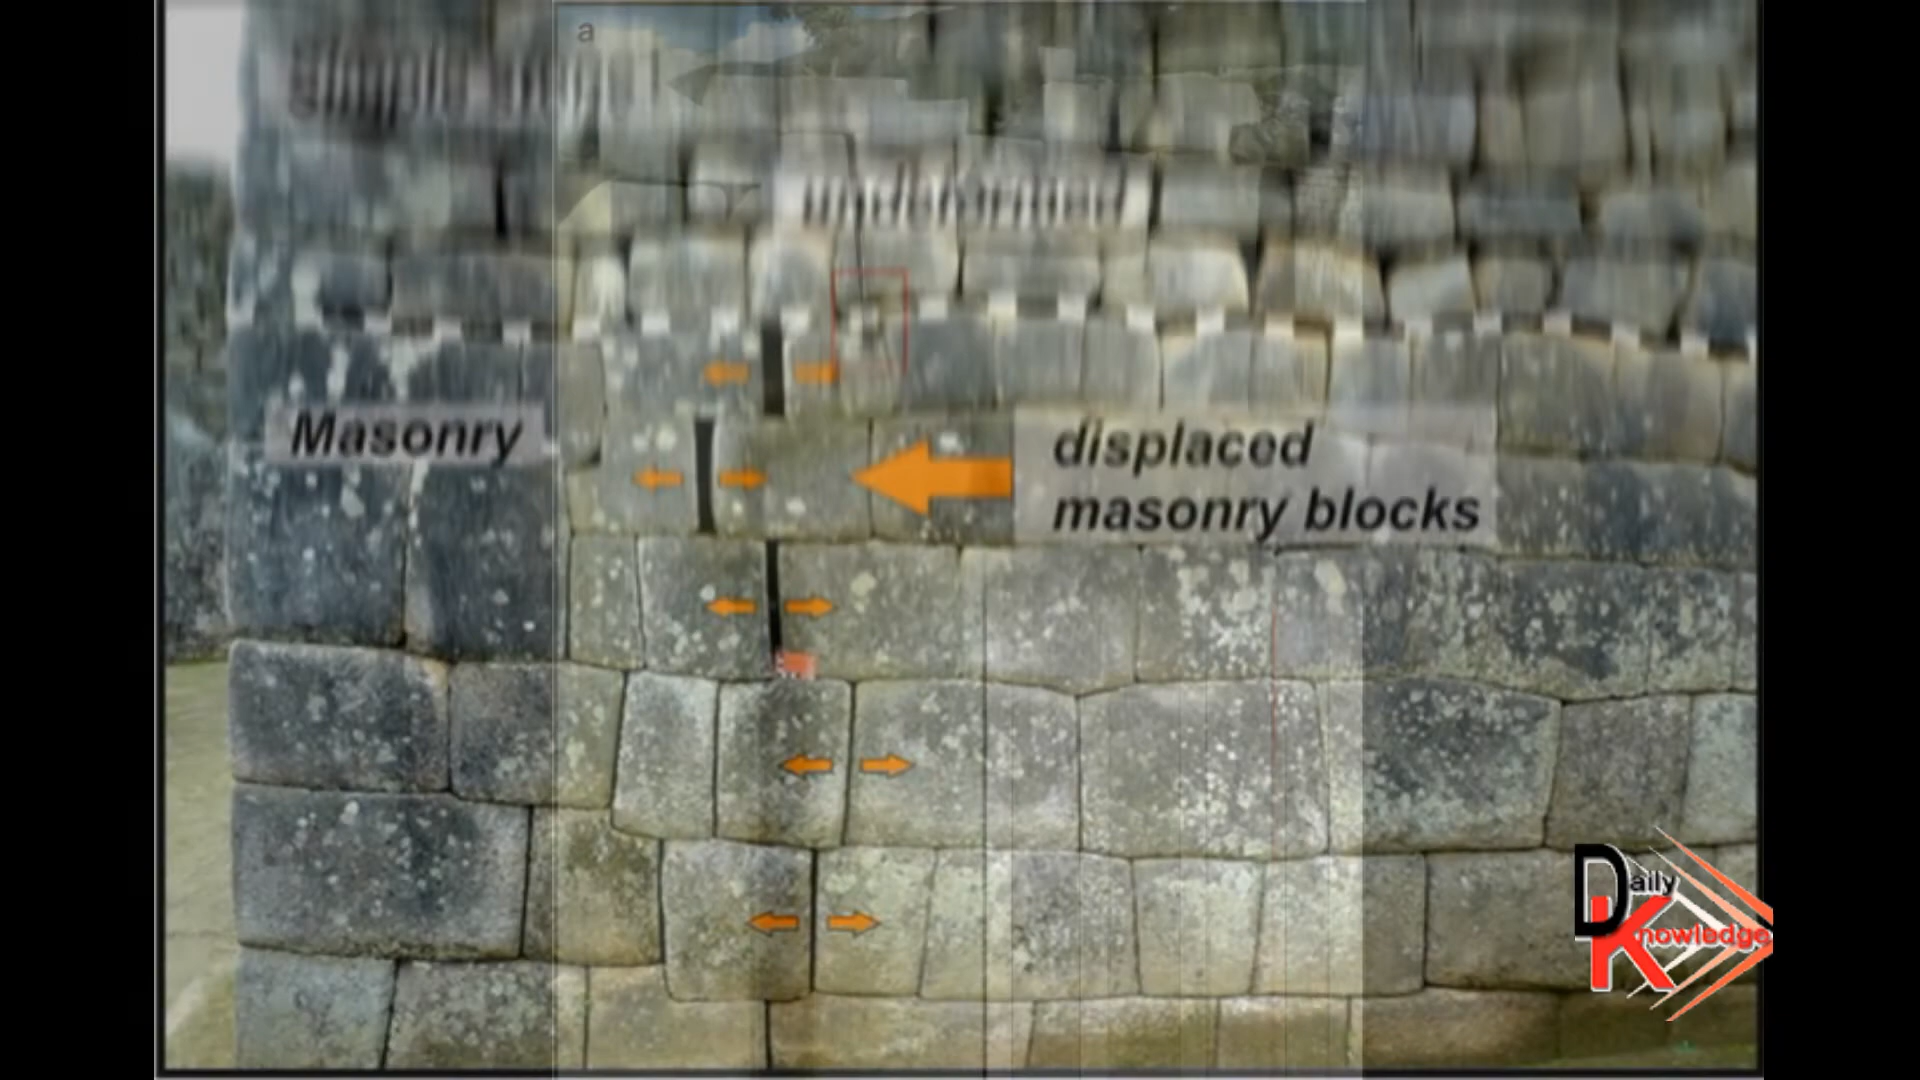 a
Masonry
displaced
masonry blocks
Daily
Knowledge